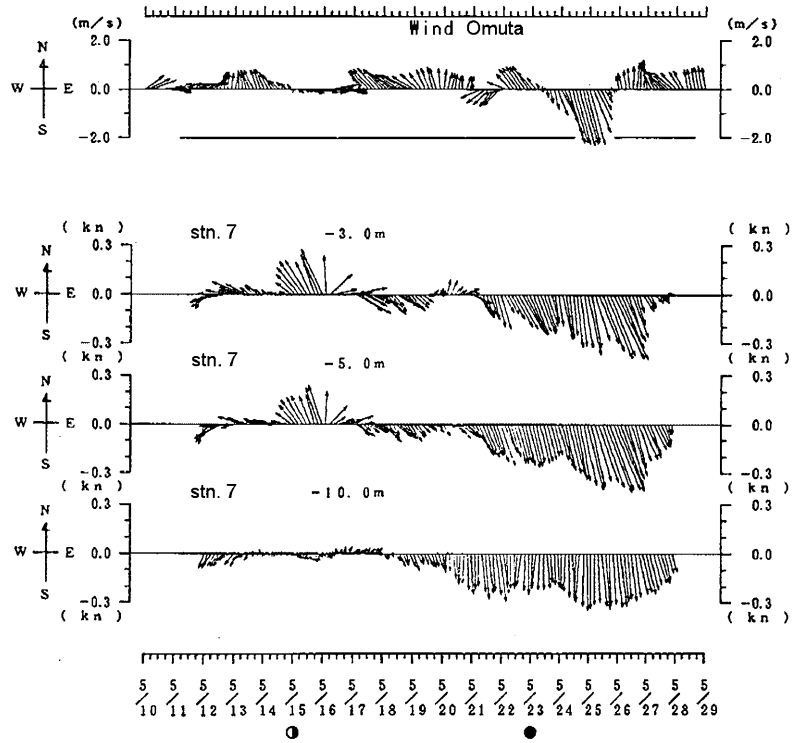 (m/s) Wind Omuta (m/s)
2.0 2.0
N
W E 0.0 0.0
S
-2.0 -2.0
( kn) stn. 7 -3.0m ( kn)
0.3 0.3
N
W E 0.0 0.0
S
-0.3 -0.3
( kn) stn. 7 -5.0m ( kn)
0.3 0.3
N
W E 0.0 0.0
S
-0.3 -0.3
( kn) stn. 7 -10.0m ( kn)
0.3 0.3
N
W E 0.0 0.0
S
-0.3 -0.3
( kn) ( kn)
5/10 5/11 5/12 5/13 5/14 5/15 5/16 5/17 5/18 5/19 5/20 5/21 5/22 5/23 5/24 5/25 5/26 5/27 5/28 5/29